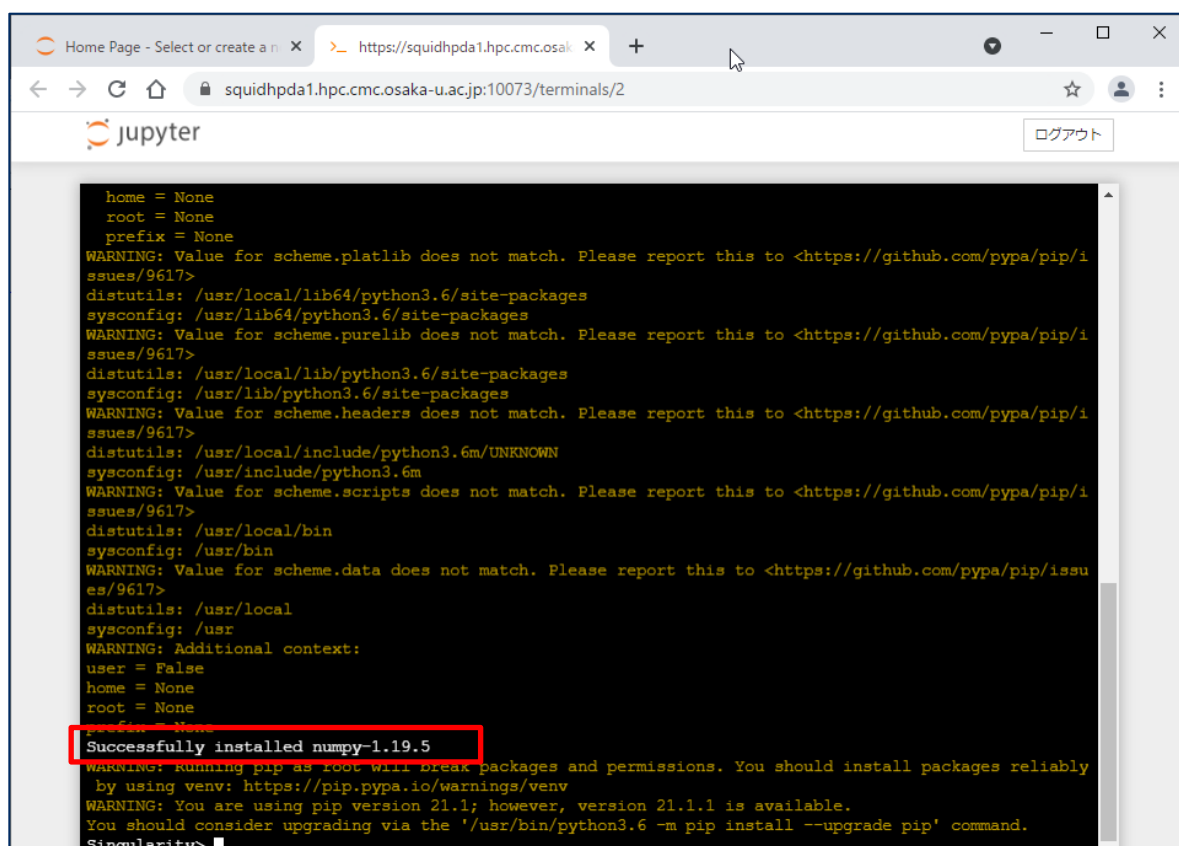 Home Page - Select or create a n
https://squidhpda1.hpc.cmc.osak
squidhpda1.hpc.cmc.osaka-u.ac.jp:10073/terminals/2
jupyter
ログアウト
home = None
root = None
prefix = None
WARNING: Value for scheme.platlib does not match. Please report this to <https://github.com/pypa/pip/i
ssues/9617>
distutils: /usr/local/lib64/python3.6/site-packages
sysconfig: /usr/lib64/python3.6/site-packages
WARNING: Value for scheme.purelib does not match. Please report this to <https://github.com/pypa/pip/i
ssues/9617>
distutils: /usr/local/lib/python3.6/site-packages
sysconfig: /usr/lib/python3.6/site-packages
WARNING: Value for scheme.headers does not match. Please report this to <https://github.com/pypa/pip/i
ssues/9617>
distutils: /usr/local/include/python3.6m/UNKNOWN
sysconfig: /usr/include/python3.6m
WARNING: Value for scheme.scripts does not match. Please report this to <https://github.com/pypa/pip/i
ssues/9617>
distutils: /usr/local/bin
sysconfig: /usr/bin
WARNING: Value for scheme.data does not match. Please report this to <https://github.com/pypa/pip/issu
es/9617>
distutils: /usr/local
sysconfig: /usr
WARNING: Additional context:
user = False
home = None
root = None
prefix = None
Successfully installed numpy-1.19.5
WARNING: Running pip as root will break packages and permissions. You should install packages reliably
by using venv: https://pip.pypa.io/warnings/venv
WARNING: You are using pip version 21.1; however, version 21.1.1 is available.
You should consider upgrading via the '/usr/bin/python3.6 -m pip install --upgrade pip' command.
Singularity>